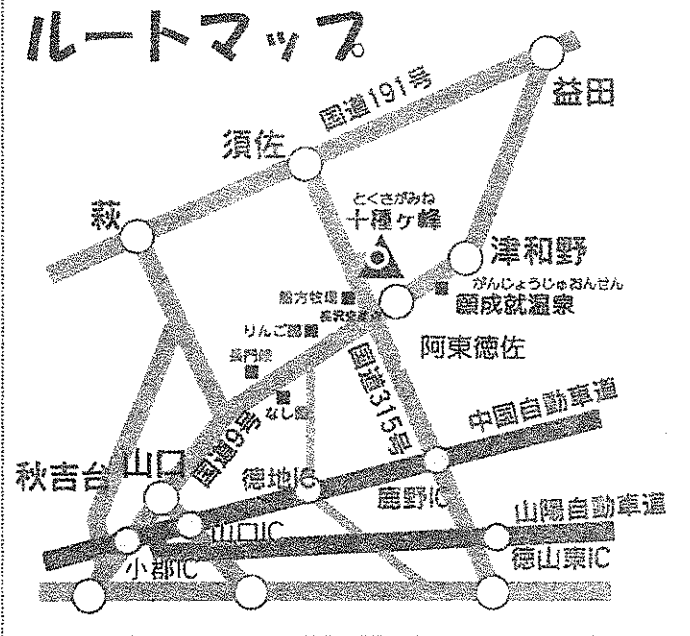 ルートマップ
国道191号
益田
須佐
萩
とくさがみね
十種ヶ峰
津和野
がんじょうじゅおんせん
願成就温泉
船方牧場
りんご園
阿東徳佐
長門峡
なし園
国道315号
国道9号
中国自動車道
秋吉台
山口
徳地IC
鹿野IC
山口IC
山陽自動車道
小郡IC
徳山東IC